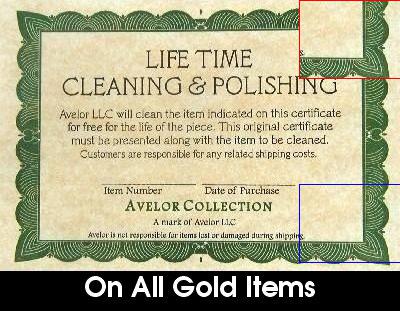 LIFE TIME
CLEANING & POLISHING
Avelor LLC will clean the item indicated on this certificate
for free for the life of the piece. This original certificate
must be presented along with the item to be cleaned.
Customers are responsible for any related shipping costs.
Item Number Date of Purchase
AVELOR COLLECTION
A mark of Avelor LLC
Avelor is not responsible for items lost or damaged during shipping.
On All Gold Items